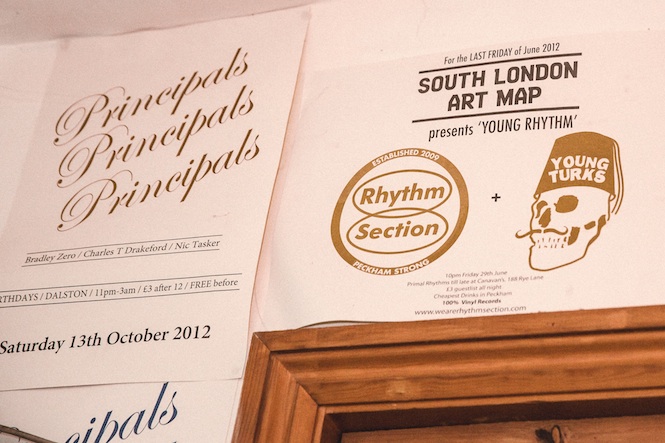 Principals
Principals
Principals
Bradley Zero / Charles T Drakeford / Nic Tasker
RTHDAYS / DALSTON / 11pm-3am / £3 after 12 / FREE before
Saturday 13th October 2012
cipals
For the LAST FRIDAY of June 2012
SOUTH LONDON
ART MAP
presents 'YOUNG RHYTHM'
ESTABLISHED 2009
Rhythm
Section
PECKHAM STRONG
+
YOUNG
TURKS
10pm Friday 29th June
Primal Rhythms till late at Canavan's, 188 Rye Lane
£3 guestlist all night
Cheapest Drinks in Peckham
100% Vinyl Records
www.wearerhythmsection.com